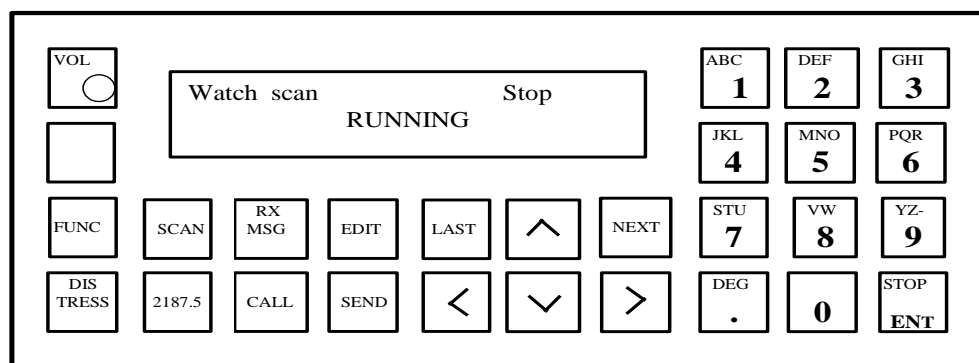 VOL
Watch scan Stop
RUNNING
ABC
1
DEF
2
GHI
3
JKL
4
MNO
5
PQR
6
FUNC
SCAN
RX
MSG
EDIT
LAST
NEXT
STU
7
VW
8
YZ-
9
DIS
TRESS
2187.5
CALL
SEND
DEG
.
0
STOP
ENT